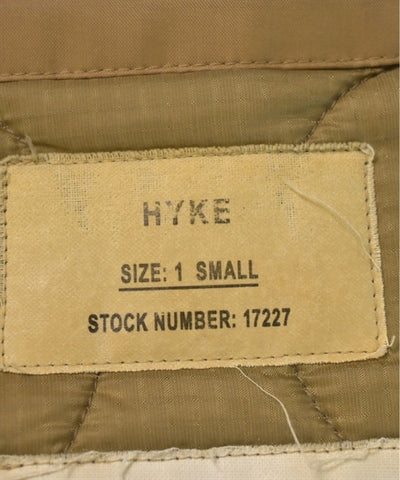 HYKE
SIZE: 1 SMALL
STOCK NUMBER: 17227